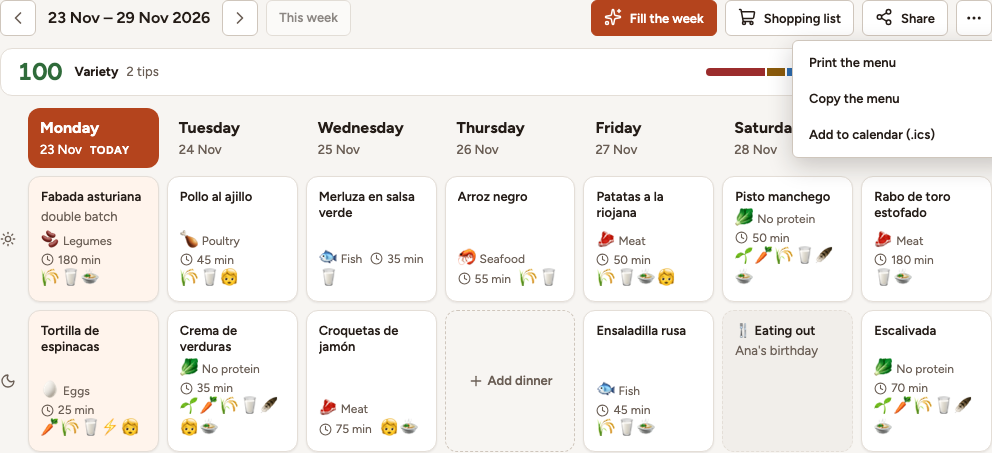 23 Nov – 29 Nov 2026
This week
Fill the week
Shopping list
Share
Print the menu
Copy the menu
Add to calendar (.ics)
100 Variety 2 tips
Monday
23 Nov TODAY
Tuesday
24 Nov
Wednesday
25 Nov
Thursday
26 Nov
Friday
27 Nov
28 Nov
Fabada asturiana
double batch
Legumes
180 min
Pollo al ajillo
Poultry
45 min
Merluza en salsa
verde
Fish 35 min
Arroz negro
Seafood
55 min
Patatas a la
riojana
Meat
50 min
Pisto manchego
No protein
50 min
Rabo de toro
estofado
Meat
180 min
Tortilla de
espinacas
Eggs
25 min
Crema de
verduras
No protein
35 min
Croquetas de
jamón
Meat
75 min
+ Add dinner
Ensaladilla rusa
Fish
45 min
Eating out
Ana's birthday
Escalivada
No protein
70 min